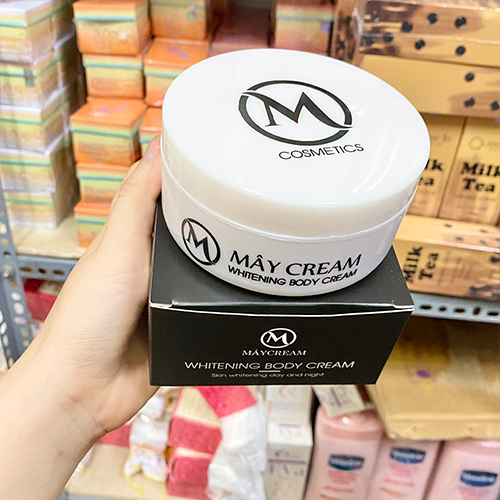 M
COSMETICS
M
MÂY CREAM
WHITENING BODY CREAM
M
MÂYCREAM
WHITENING BODY CREAM
Skin whitening day and night
Milk
Tea
Milk
Tea
Milk
Tea
Vaseline
Vaseline
Vaseline